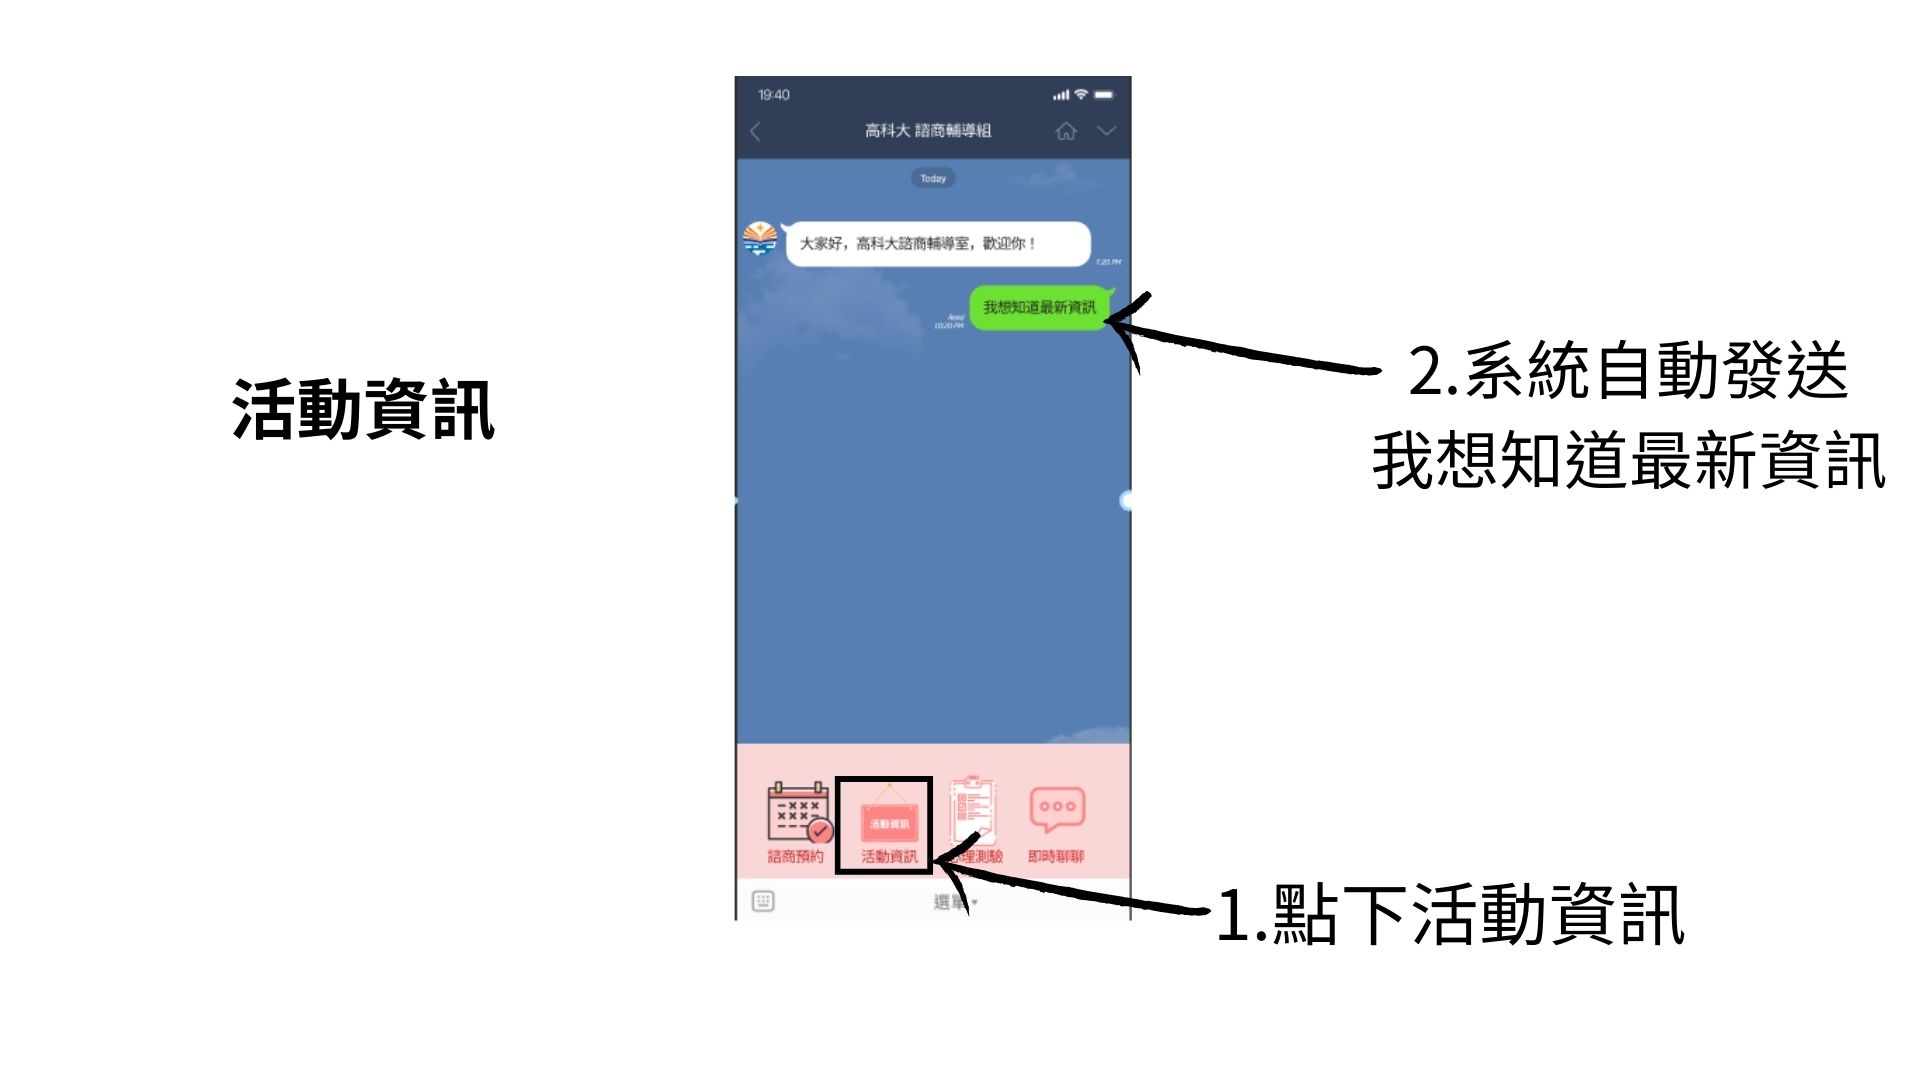 19:40
高科大 諮商輔導組
Today
大家好，高科大諮商輔導室，歡迎你！
7:20 PM
我想知道最新資訊
Read
10:20 PM
活動資訊
2.系統自動發送
我想知道最新資訊
活動資訊
諮商預約
活動資訊
心理測驗
即時聊聊
選單
1.點下活動資訊